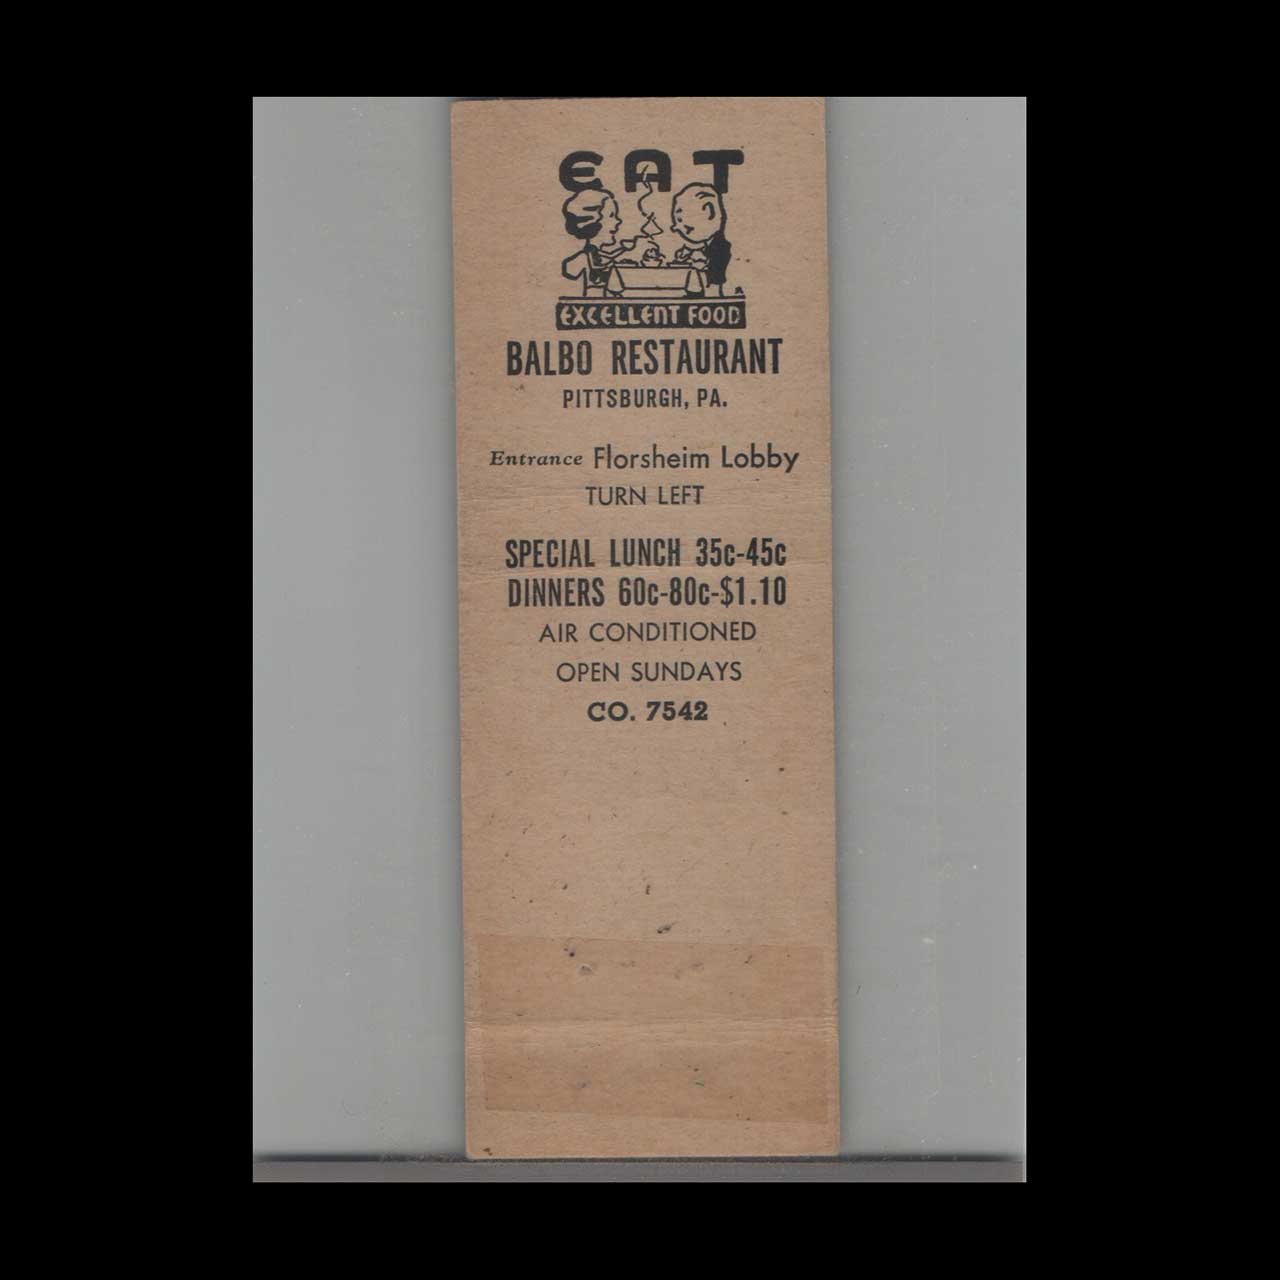 EAT
EXCELLENT FOOD
BALBO RESTAURANT
PITTSBURGH, PA.
Entrance Florsheim Lobby
TURN LEFT
SPECIAL LUNCH 35c-45c
DINNERS 60c-80c-$1.10
AIR CONDITIONED
OPEN SUNDAYS
CO. 7542